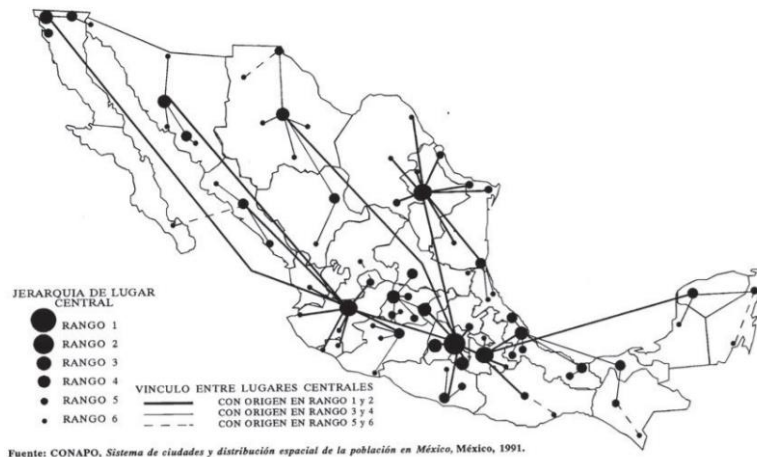 JERARQUIA DE LUGAR
CENTRAL
RANGO 1
RANGO 2
RANGO 3
RANGO 4
RANGO 5
RANGO 6
VINCULO ENTRE LUGARES CENTRALES
CON ORIGEN EN RANGO 1 y 2
CON ORIGEN EN RANGO 3 y 4
CON ORIGEN EN RANGO 5 y 6
Fuente: CONAPO, Sistema de ciudades y distribución espacial de la población en México, México, 1991.